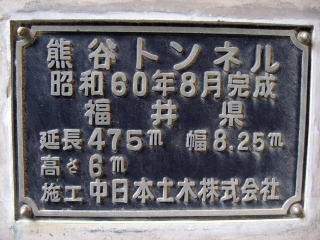 熊谷トンネル
昭和60年8月完成
福井県
延長475m 幅8.25m
高さ6m
施工 中日本土木株式会社